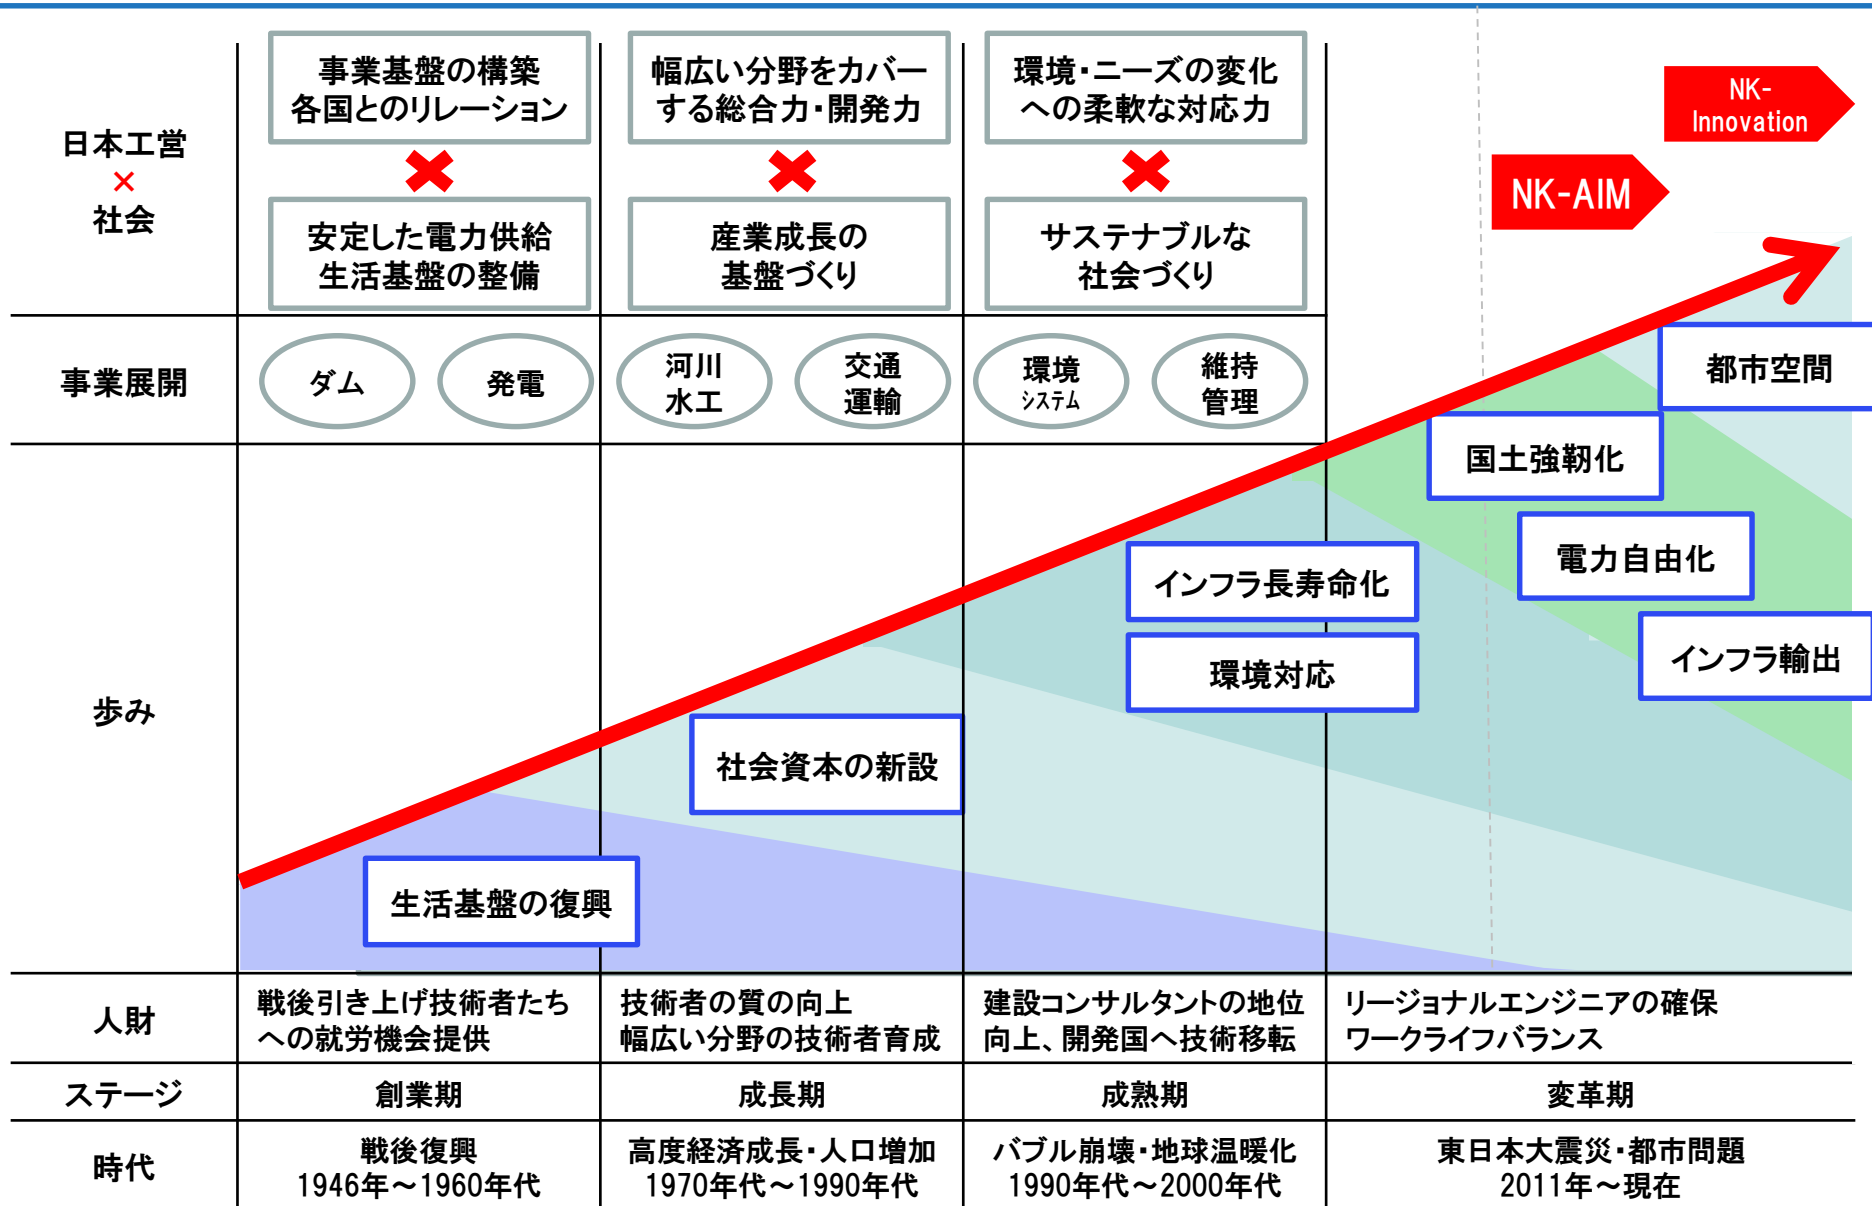 日本工営
×
社会
事業基盤の構築
各国とのリレーション
安定した電力供給
生活基盤の整備
幅広い分野をカバー
する総合力・開発力
産業成長の
基盤づくり
環境・ニーズの変化
への柔軟な対応力
サステナブルな
社会づくり
NK-AIM
NK-
Innovation
事業展開
ダム
発電
河川
水工
交通
運輸
環境
システム
維持
管理
歩み
生活基盤の復興
社会資本の新設
インフラ長寿命化
環境対応
都市空間
国土強靭化
電力自由化
インフラ輸出
人財
戦後引き上げ技術者たち
への就労機会提供
技術者の質の向上
幅広い分野の技術者育成
建設コンサルタントの地位
向上、開発国へ技術移転
リージョナルエンジニアの確保
ワークライフバランス
ステージ
創業期
成長期
成熟期
変革期
時代
戦後復興
1946年～1960年代
高度経済成長・人口増加
1970年代～1990年代
バブル崩壊・地球温暖化
1990年代～2000年代
東日本大震災・都市問題
2011年～現在